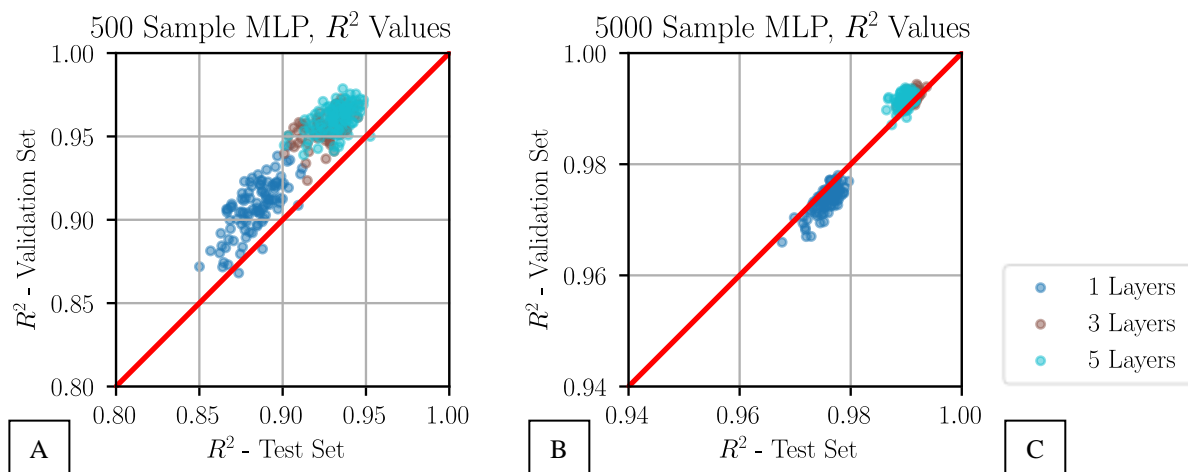 500 Sample MLP, R² Values
1.00
0.95
0.90
0.85
0.80
R² - Validation Set
0.80 0.85 0.90 0.95 1.00
R² - Test Set
A
5000 Sample MLP, R² Values
1.00
0.98
0.96
0.94
R² - Validation Set
0.94 0.96 0.98 1.00
R² - Test Set
B
1 Layers
3 Layers
5 Layers
C